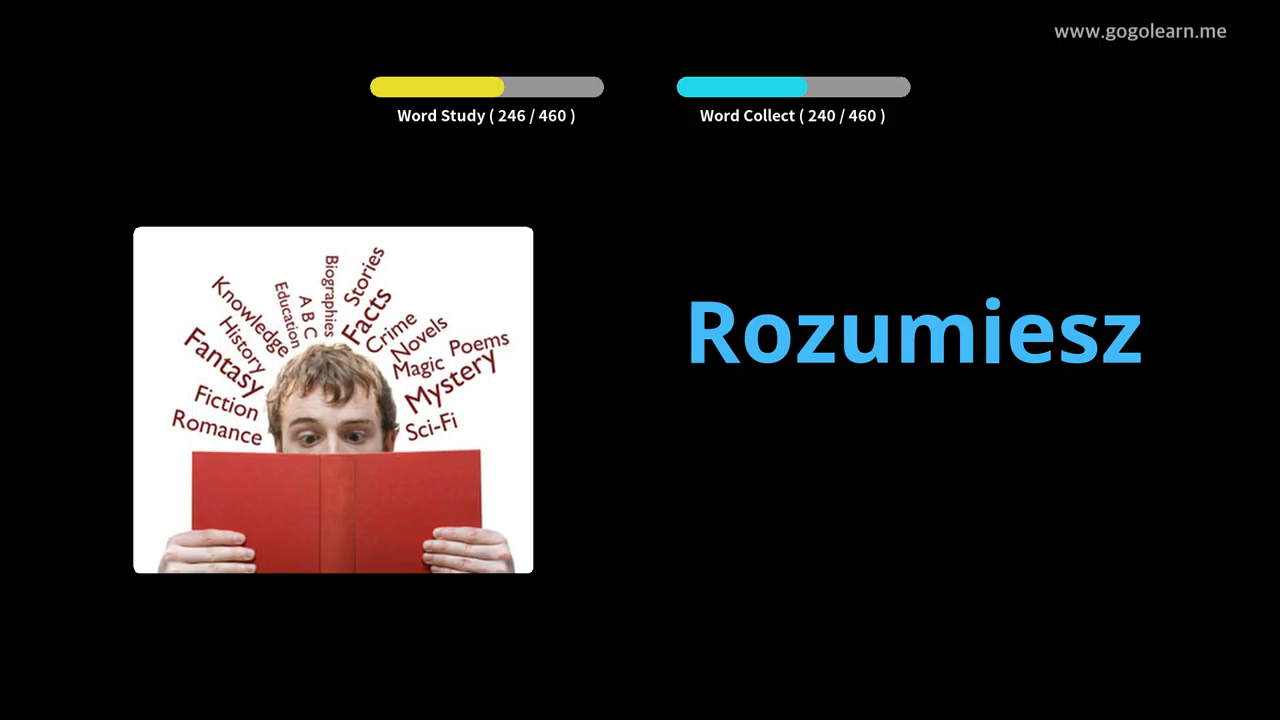 www.gogolearn.me
Word Study ( 246 / 460 )
Word Collect ( 240 / 460 )
Rozumiesz
Romance
Fiction
Fantasy
History
Knowledge
Education
A B C
Biographies
Stories
Facts
Crime
Novels
Magic
Poems
Mystery
Sci-Fi